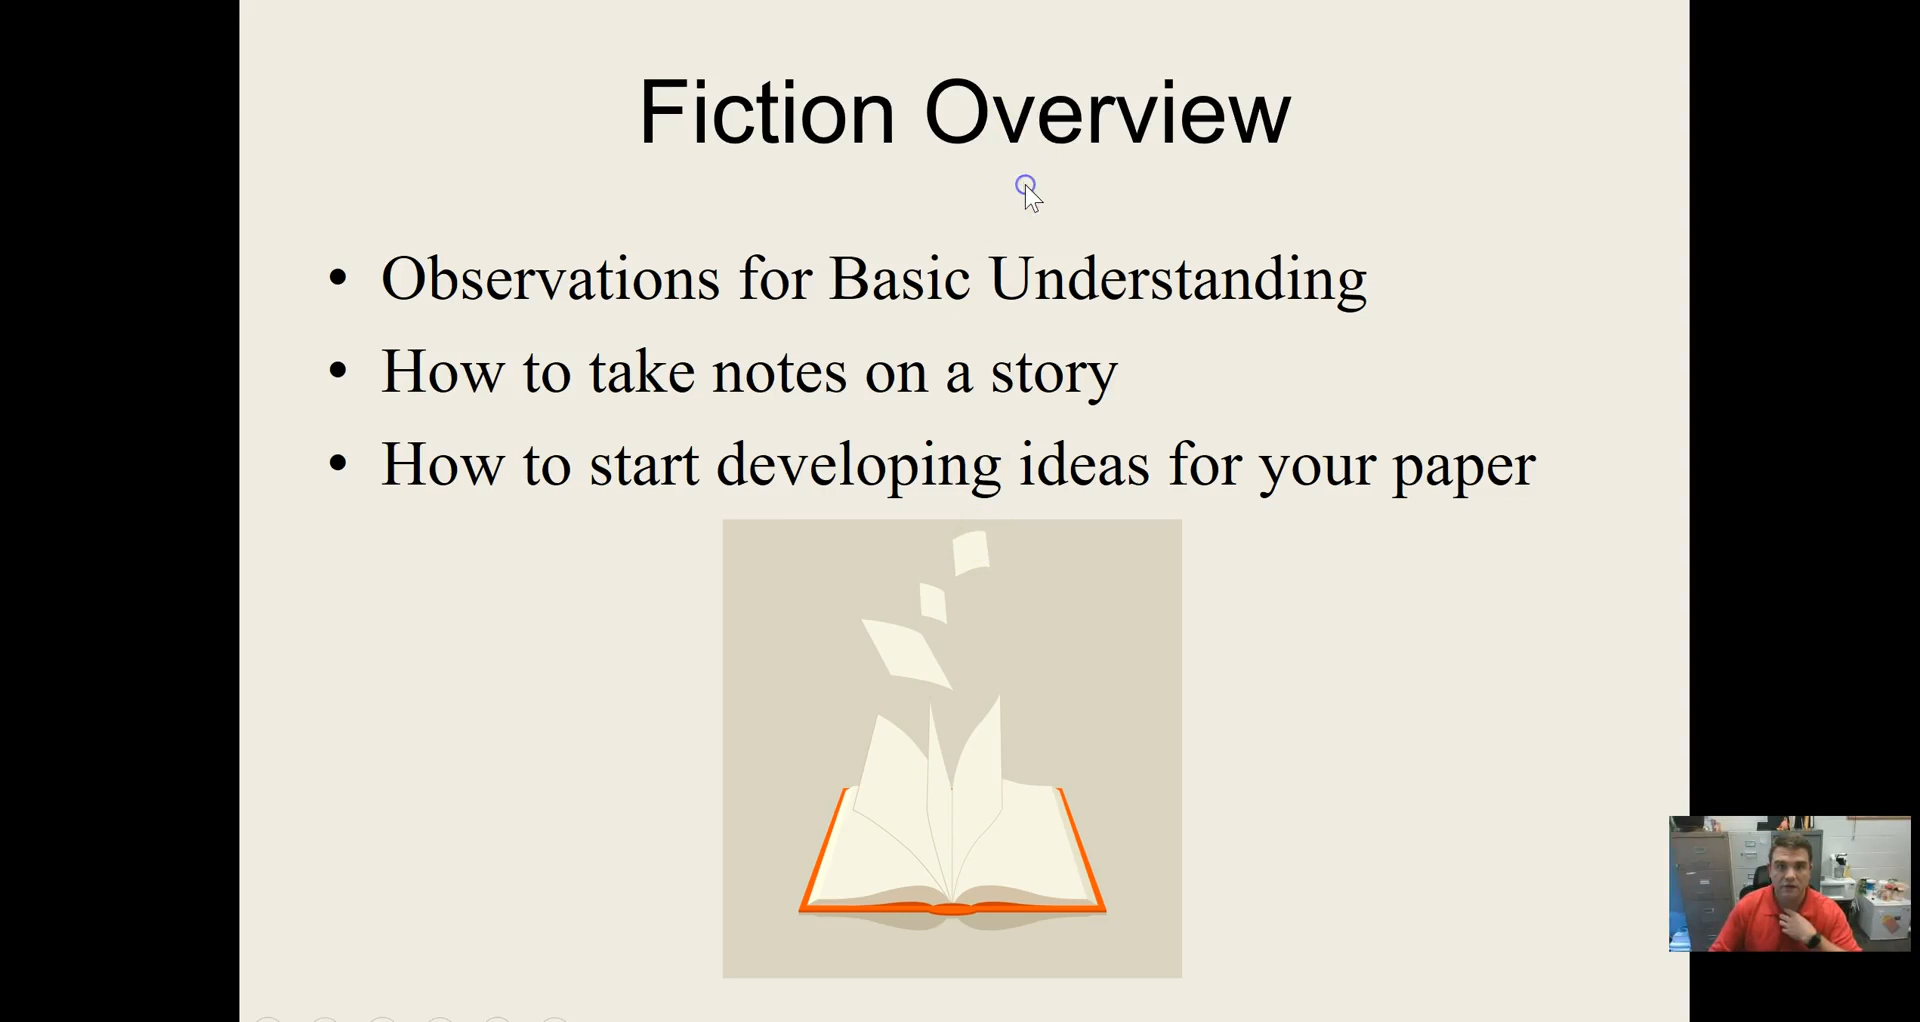 Fiction Overview
• Observations for Basic Understanding
• How to take notes on a story
• How to start developing ideas for your paper